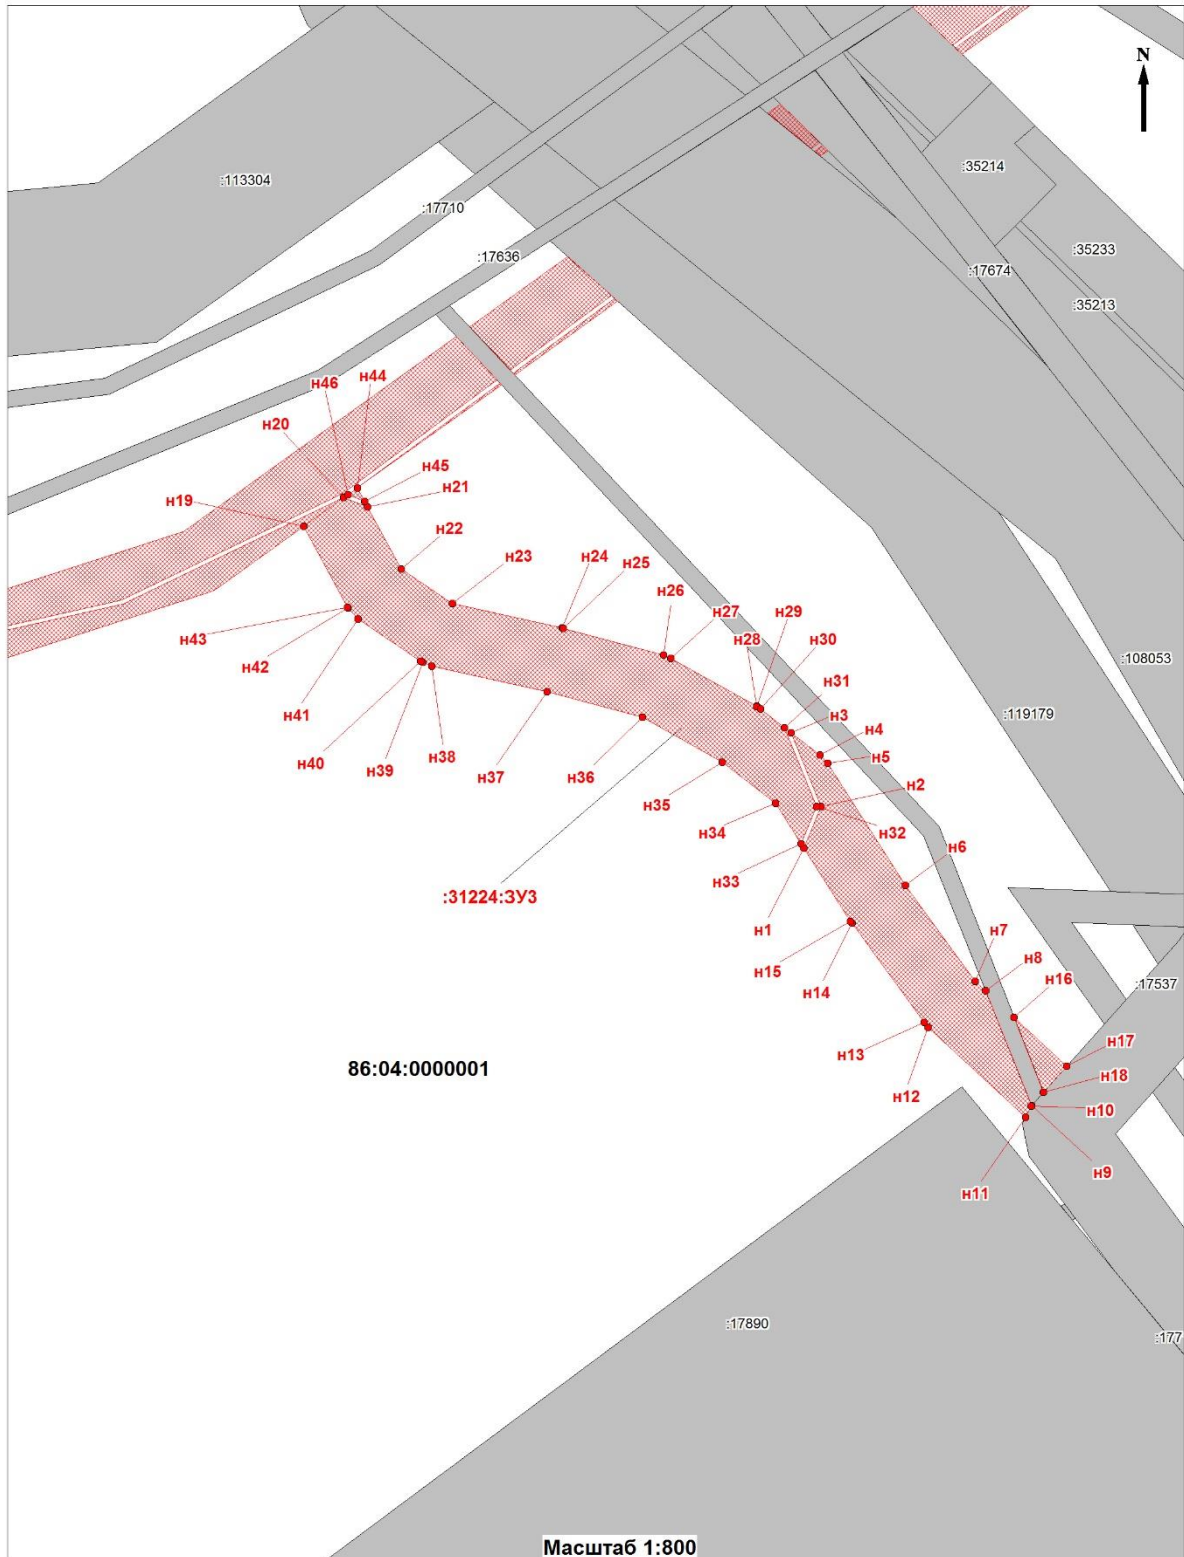 N
:113304
:35214
:17710
:35233
:17636
:17674
:35213
н46
н44
н20
н45
н19
н21
н22
н23
н24
н25
н26
н27
н43
н29
н28
н30
н42
:108053
н31
н41
:119179
н3
н4
н40
н39
н38
н5
н37
н36
н35
н2
н34
н32
н6
н33
:31224:ЗУ3
н1
н7
н8
н15
н16
:17537
н14
н13
н17
86:04:0000001
н18
н12
н10
н9
н11
:17890
:177
Масштаб 1:800